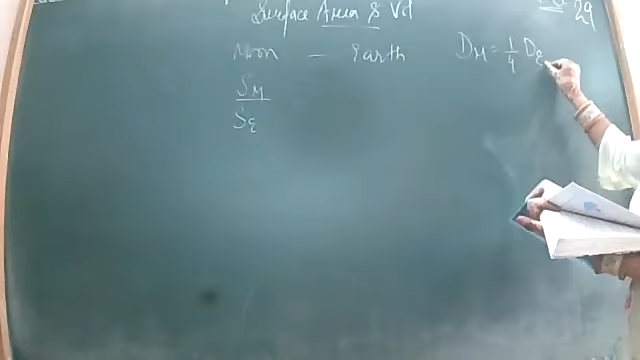 Surface Area & Vol
29
Moon — Earth
D_M = 1/4 D_E
S_M
S_E